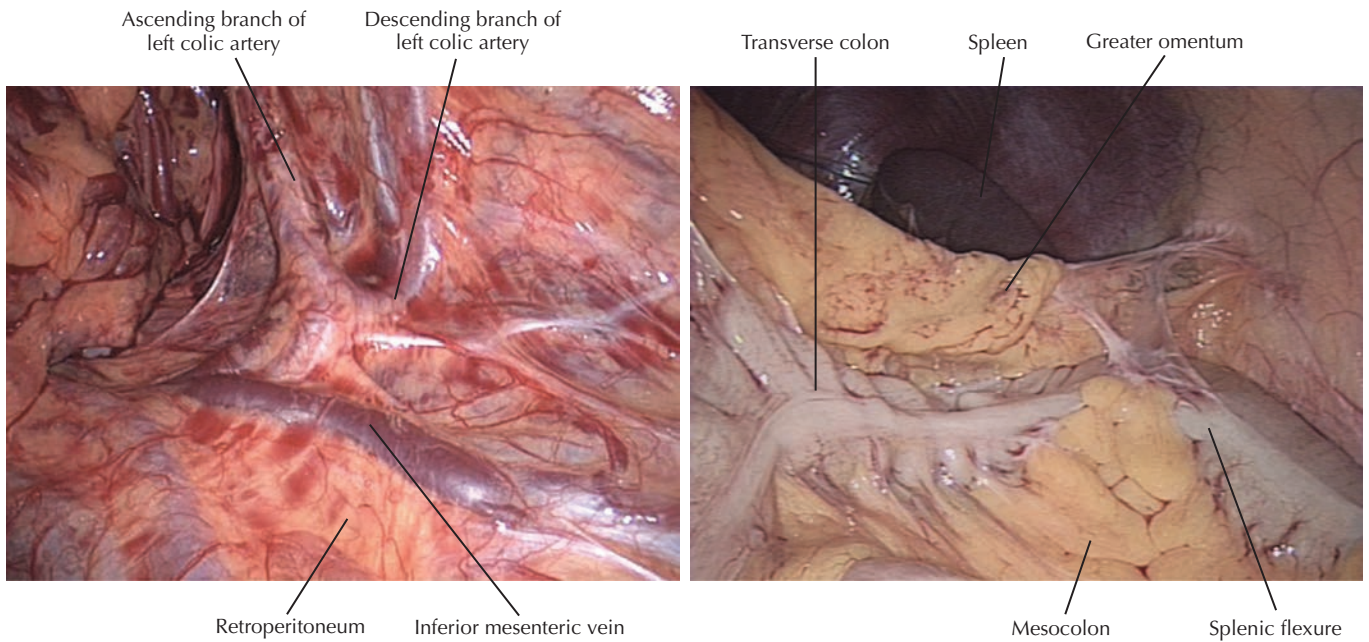 Ascending branch of
left colic artery
Descending branch of
left colic artery
Transverse colon
Spleen
Greater omentum
Retroperitoneum
Inferior mesenteric vein
Mesocolon
Splenic flexure